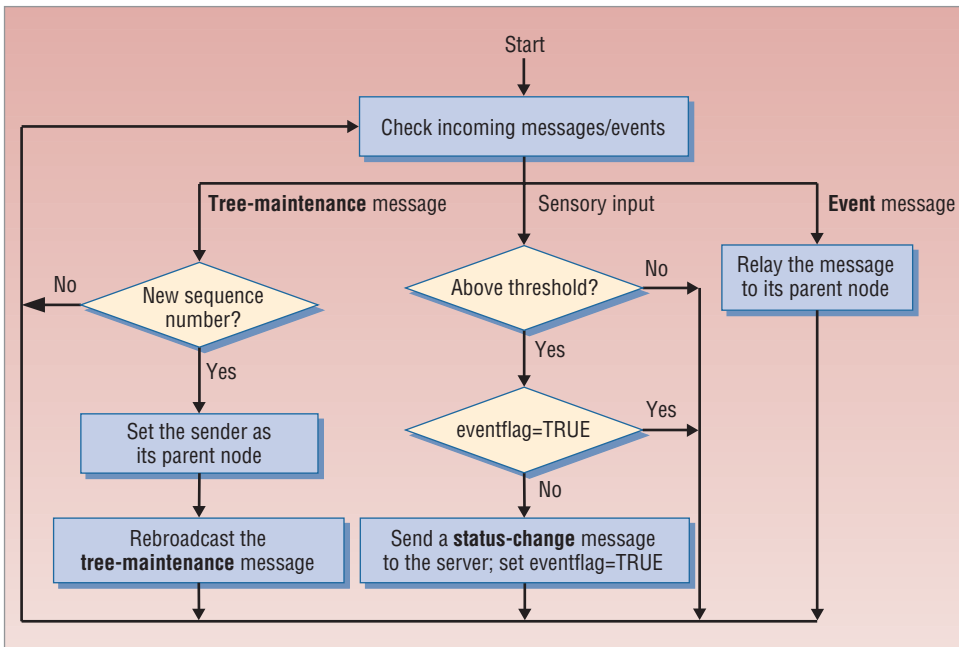 Start
Check incoming messages/events
Tree-maintenance message
Sensory input
Event message
No
New sequence
number?
Yes
Above threshold?
No
Yes
Relay the message
to its parent node
Set the sender as
its parent node
eventflag=TRUE
Yes
No
Rebroadcast the
tree-maintenance message
Send a status-change message
to the server; set eventflag=TRUE